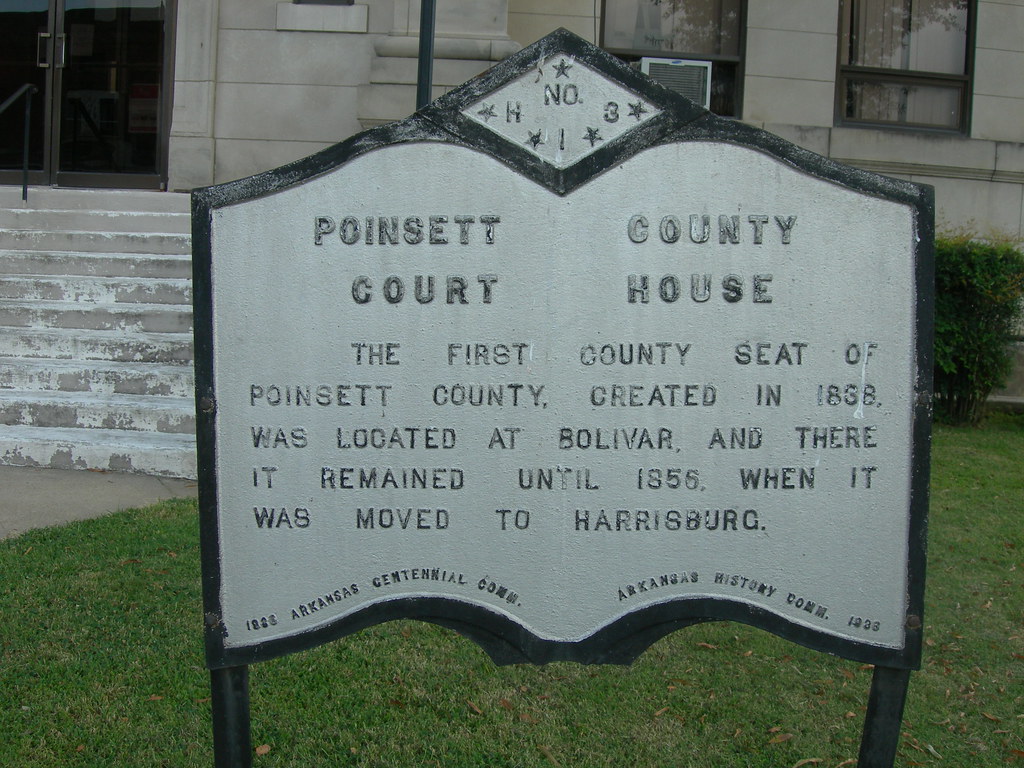 NO.
H 3
1
POINSETT COUNTY
COURT HOUSE
THE FIRST COUNTY SEAT OF
POINSETT COUNTY, CREATED IN 1838,
WAS LOCATED AT BOLIVAR, AND THERE
IT REMAINED UNTIL 1856, WHEN IT
WAS MOVED TO HARRISBURG.
1836 ARKANSAS CENTENNIAL COMM. ARKANSAS HISTORY COMM. 1936